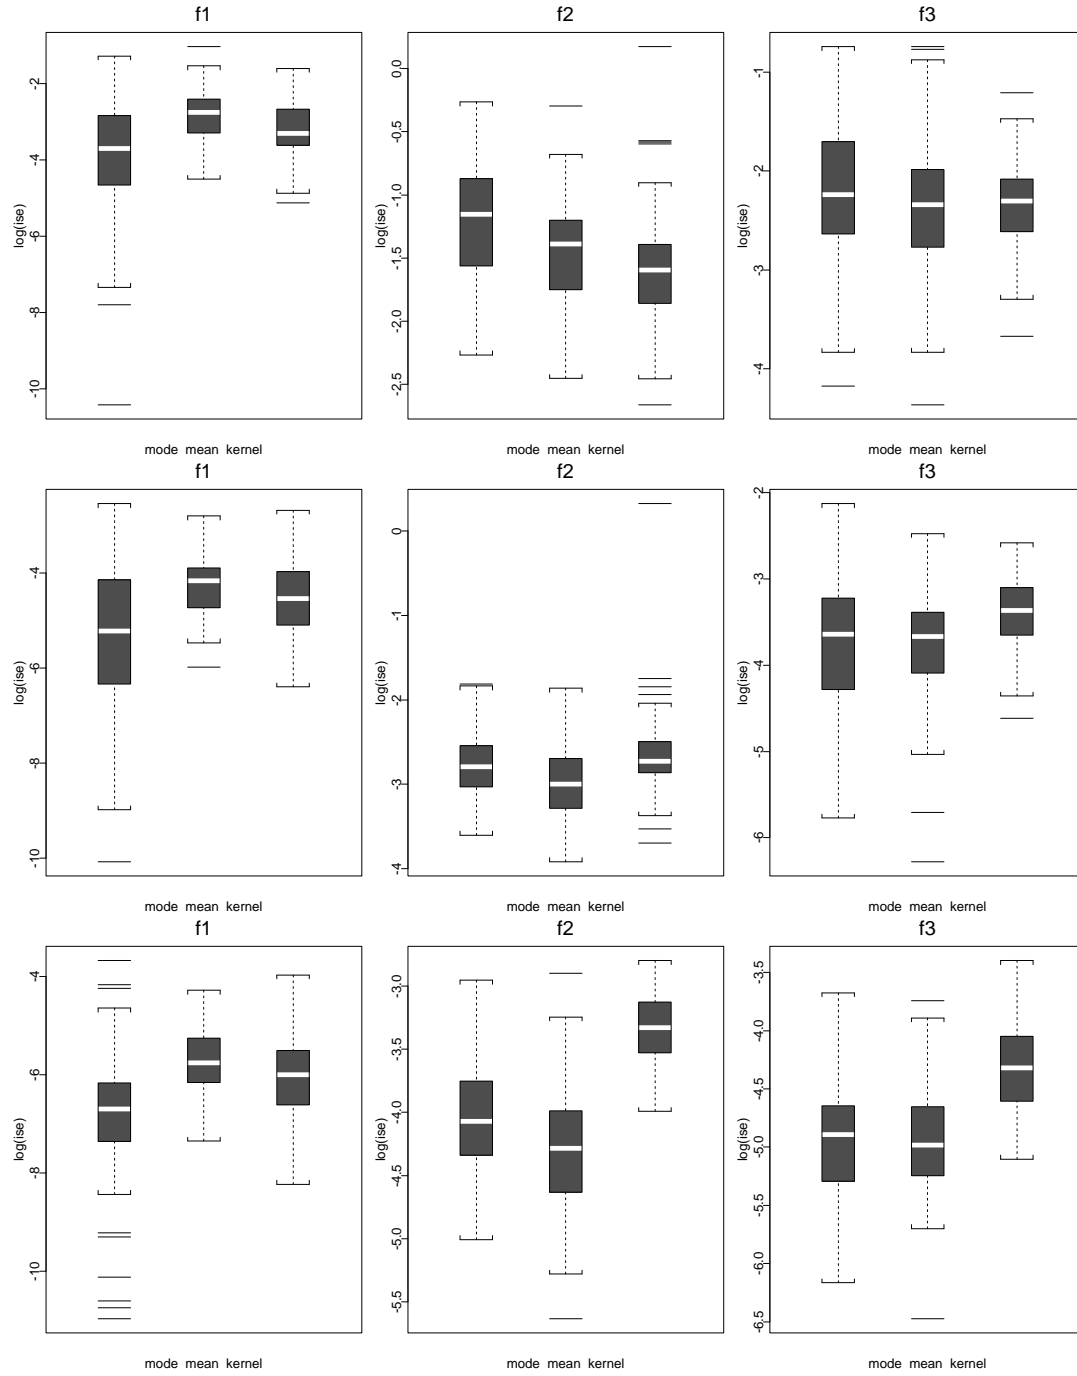 f1
log(ise)
-2
-4
-6
-8
-10
mode mean kernel
f2
log(ise)
0.0
-0.5
-1.0
-1.5
-2.0
-2.5
mode mean kernel
f3
log(ise)
-1
-2
-3
-4
mode mean kernel
f1
log(ise)
-4
-6
-8
-10
mode mean kernel
f2
log(ise)
0
-1
-2
-3
-4
mode mean kernel
f3
log(ise)
-2
-3
-4
-5
-6
mode mean kernel
f1
log(ise)
-4
-6
-8
-10
mode mean kernel
f2
log(ise)
-3.0
-3.5
-4.0
-4.5
-5.0
-5.5
mode mean kernel
f3
log(ise)
-3.5
-4.0
-4.5
-5.0
-5.5
-6.0
-6.5
mode mean kernel